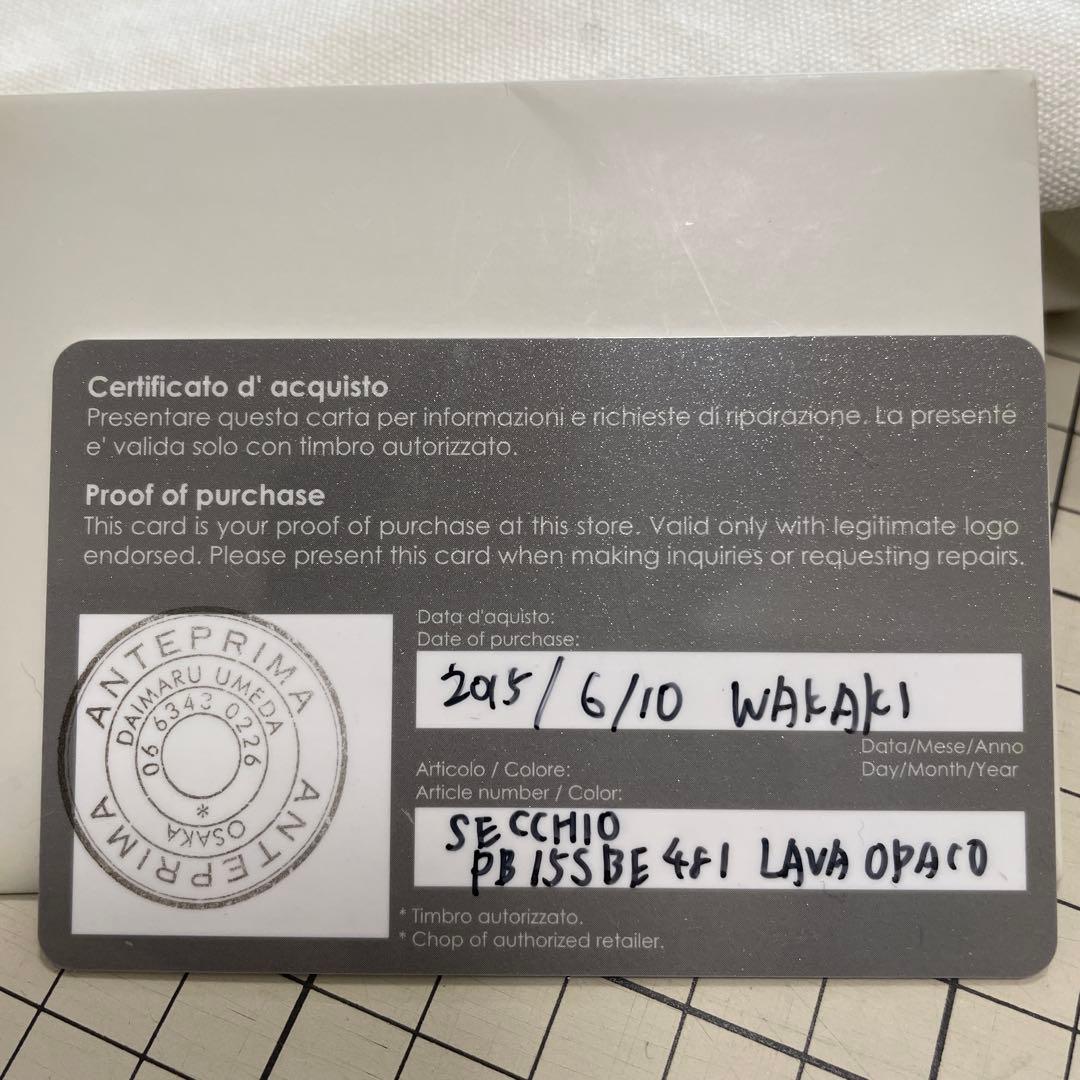 Certificato d' acquisto
Presentare questa carta per informazioni e richieste di riparazione. La presente
e' valida solo con timbro autorizzato.
Proof of purchase
This card is your proof of purchase at this store. Valid only with legitimate logo
endorsed. Please present this card when making inquiries or requesting repairs.
ANTEPRIMA
DAIMARU UMEDA
06 6343 0226
*
OSAKA
ANTEPRIMA
Data d'aquisto:
Date of purchase:
2015/6/10 WAKAKI
Data/Mese/Anno
Day/Month/Year
Articolo / Colore:
Article number / Color:
SECCHIO
PB15SBE LAVA OPACO
* Timbro autorizzato.
* Chop of authorized retailer.